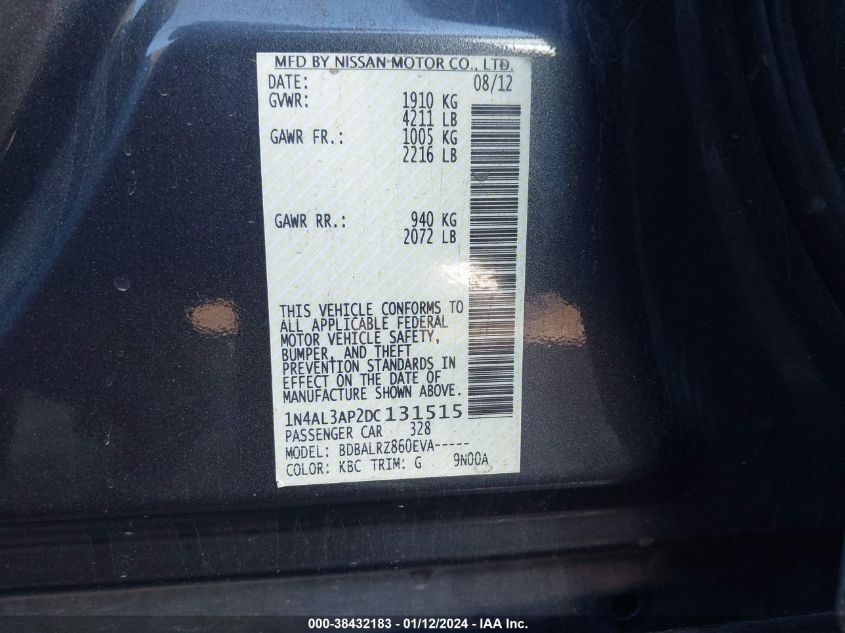 MFD BY NISSAN MOTOR CO., LTD.
DATE: 08/12
GVWR: 1910 KG
4211 LB
GAWR FR.: 1005 KG
2216 LB
GAWR RR.: 940 KG
2072 LB
THIS VEHICLE CONFORMS TO
ALL APPLICABLE FEDERAL
MOTOR VEHICLE SAFETY,
BUMPER, AND THEFT
PREVENTION STANDARDS IN
EFFECT ON THE DATE OF
MANUFACTURE SHOWN ABOVE.
1N4AL3AP2DC131515
PASSENGER CAR 328
MODEL: BDBALRZ860EVA-----
COLOR: KBC TRIM: G 9N00A
000-38432183 - 01/12/2024 - IAA Inc.